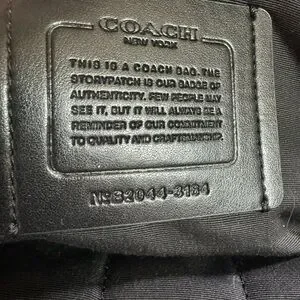 COACH
NEW YORK
THIS IS A COACH BAG. THE
STORYPATCH IS OUR BADGE OF
AUTHENTICITY. FEW PEOPLE MAY
SEE IT, BUT IT WILL ALWAYS BE A
REMINDER OF OUR COMMITMENT
TO QUALITY AND CRAFTSMANSHIP.
Nº S2044-3184